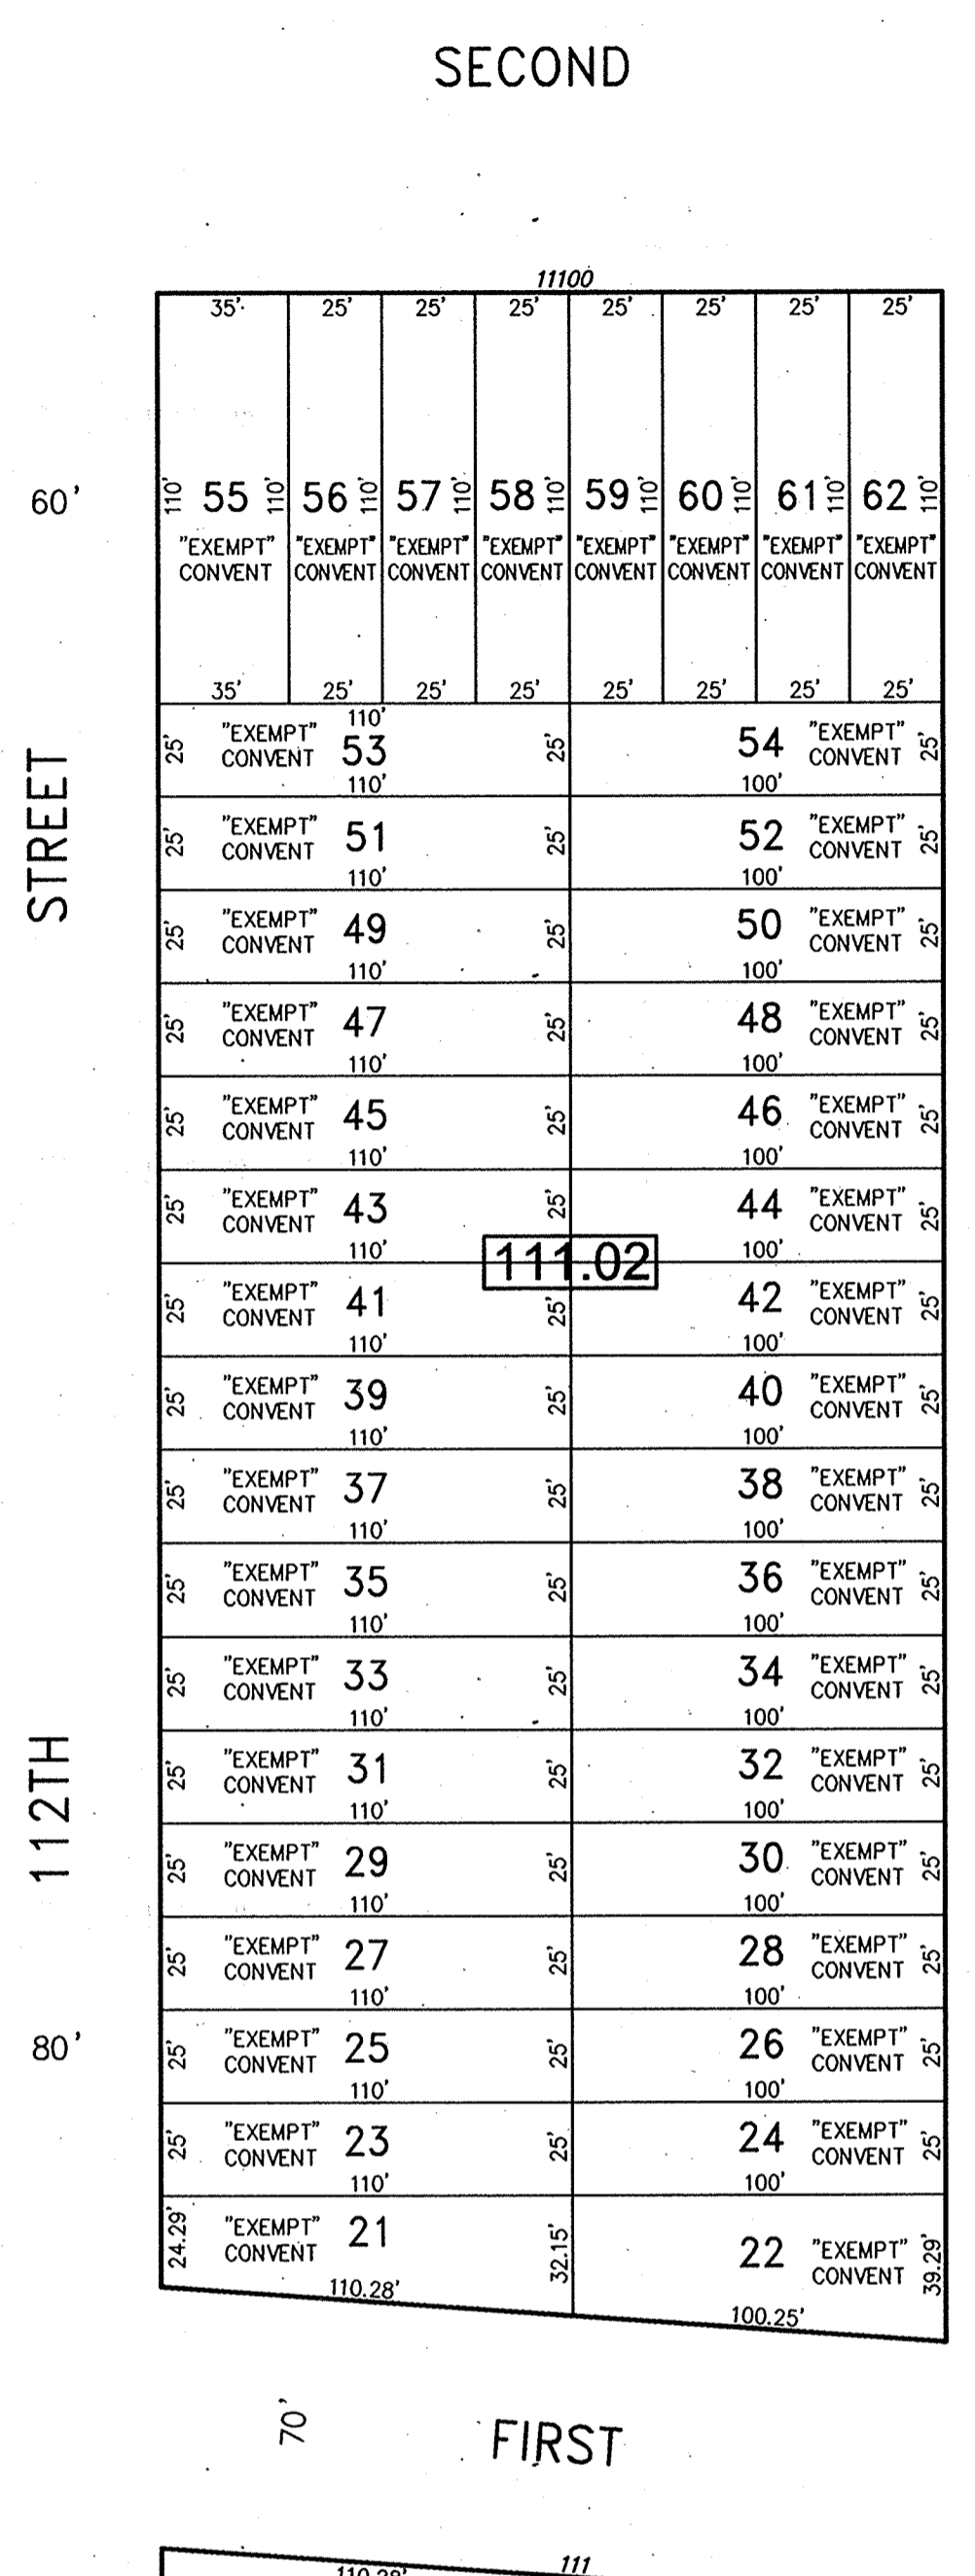 SECOND
11100
35' 25' 25' 25' 25' 25' 25' 25'
60'
110' 55 110' 56 110' 57 110' 58 110' 59 110' 60 110' 61 110' 62 110'
"EXEMPT" "EXEMPT" "EXEMPT" "EXEMPT" "EXEMPT" "EXEMPT" "EXEMPT" "EXEMPT"
CONVENT CONVENT CONVENT CONVENT CONVENT CONVENT CONVENT CONVENT
35' 25' 25' 25' 25' 25' 25' 25'
110'
25' "EXEMPT" CONVENT 53 25' 54 "EXEMPT" CONVENT 25'
110' 100'
STREET
25' "EXEMPT" CONVENT 51 25' 52 "EXEMPT" CONVENT 25'
110' 100'
25' "EXEMPT" CONVENT 49 25' 50 "EXEMPT" CONVENT 25'
110' 100'
25' "EXEMPT" CONVENT 47 25' 48 "EXEMPT" CONVENT 25'
110' 100'
25' "EXEMPT" CONVENT 45 25' 46 "EXEMPT" CONVENT 25'
110' 100'
25' "EXEMPT" CONVENT 43 25' 44 "EXEMPT" CONVENT 25'
110' 100'
111.02
25' "EXEMPT" CONVENT 41 25' 42 "EXEMPT" CONVENT 25'
110' 100'
25' "EXEMPT" CONVENT 39 25' 40 "EXEMPT" CONVENT 25'
110' 100'
25' "EXEMPT" CONVENT 37 25' 38 "EXEMPT" CONVENT 25'
110' 100'
25' "EXEMPT" CONVENT 35 25' 36 "EXEMPT" CONVENT 25'
110' 100'
25' "EXEMPT" CONVENT 33 25' 34 "EXEMPT" CONVENT 25'
110' 100'
112TH
25' "EXEMPT" CONVENT 31 25' 32 "EXEMPT" CONVENT 25'
110' 100'
25' "EXEMPT" CONVENT 29 25' 30 "EXEMPT" CONVENT 25'
110' 100'
25' "EXEMPT" CONVENT 27 25' 28 "EXEMPT" CONVENT 25'
110' 100'
80'
25' "EXEMPT" CONVENT 25 25' 26 "EXEMPT" CONVENT 25'
110' 100'
25' "EXEMPT" CONVENT 23 25' 24 "EXEMPT" CONVENT 25'
110' 100'
24.29' "EXEMPT" CONVENT 21 32.15' 22 "EXEMPT" CONVENT 39.29'
110.28' 100.25'
70'
FIRST
111
110.28'